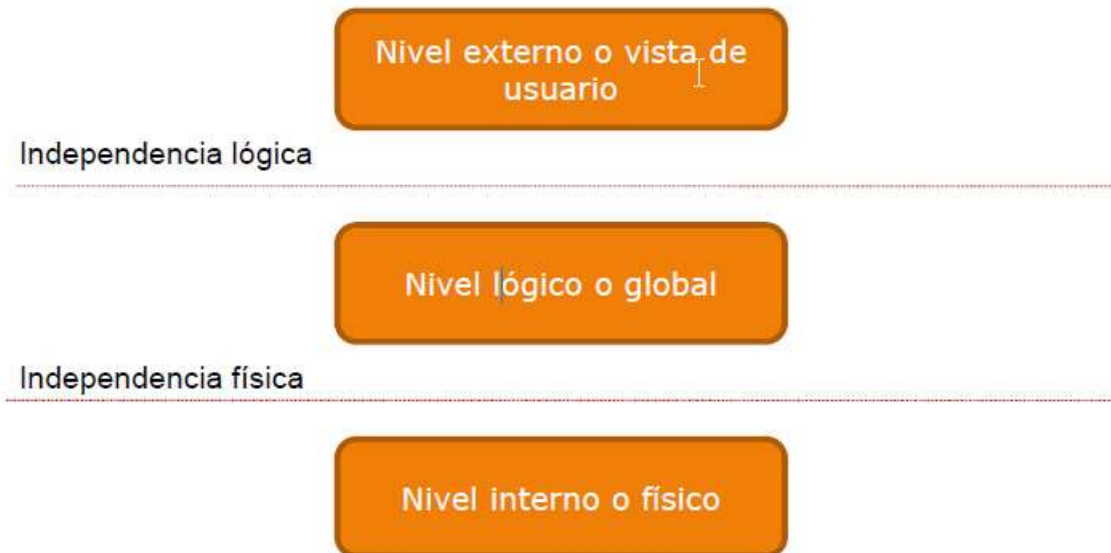 Nivel externo o vista de
usuario
Independencia lógica
Nivel lógico o global
Independencia física
Nivel interno o físico